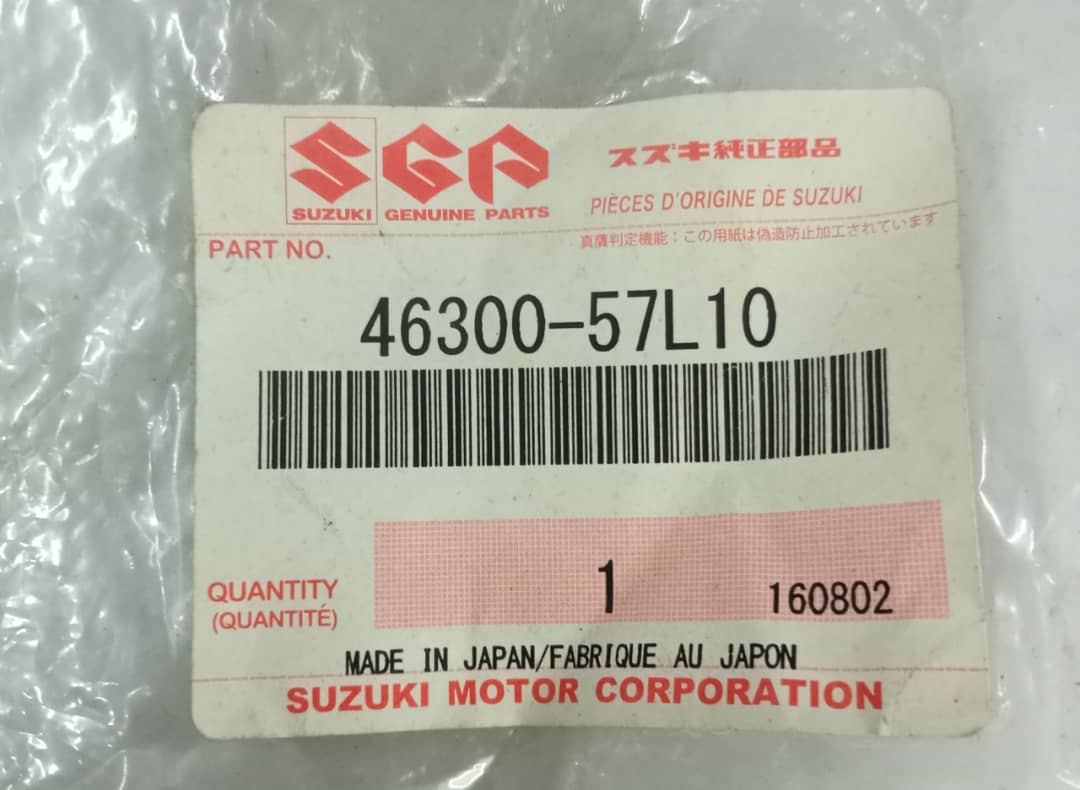 SGP スズキ純正部品
SUZUKI GENUINE PARTS PIÈCES D'ORIGINE DE SUZUKI
PART NO. 真贋判定機能：この用紙は偽造防止加工されています
46300-57L10
QUANTITY 1 160802
(QUANTITÉ)
MADE IN JAPAN/FABRIQUE AU JAPON
SUZUKI MOTOR CORPORATION